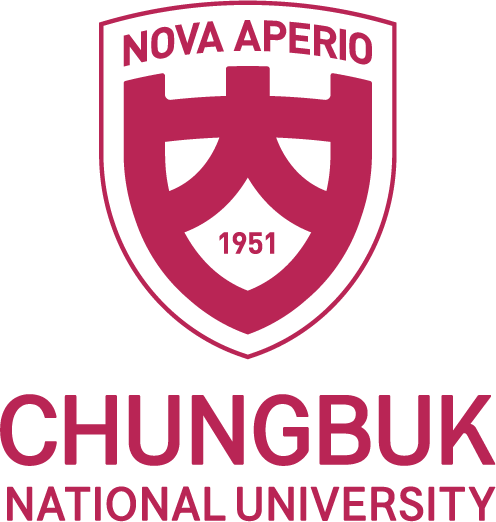 NOVA APERIO
1951
CHUNGBUK
NATIONAL UNIVERSITY